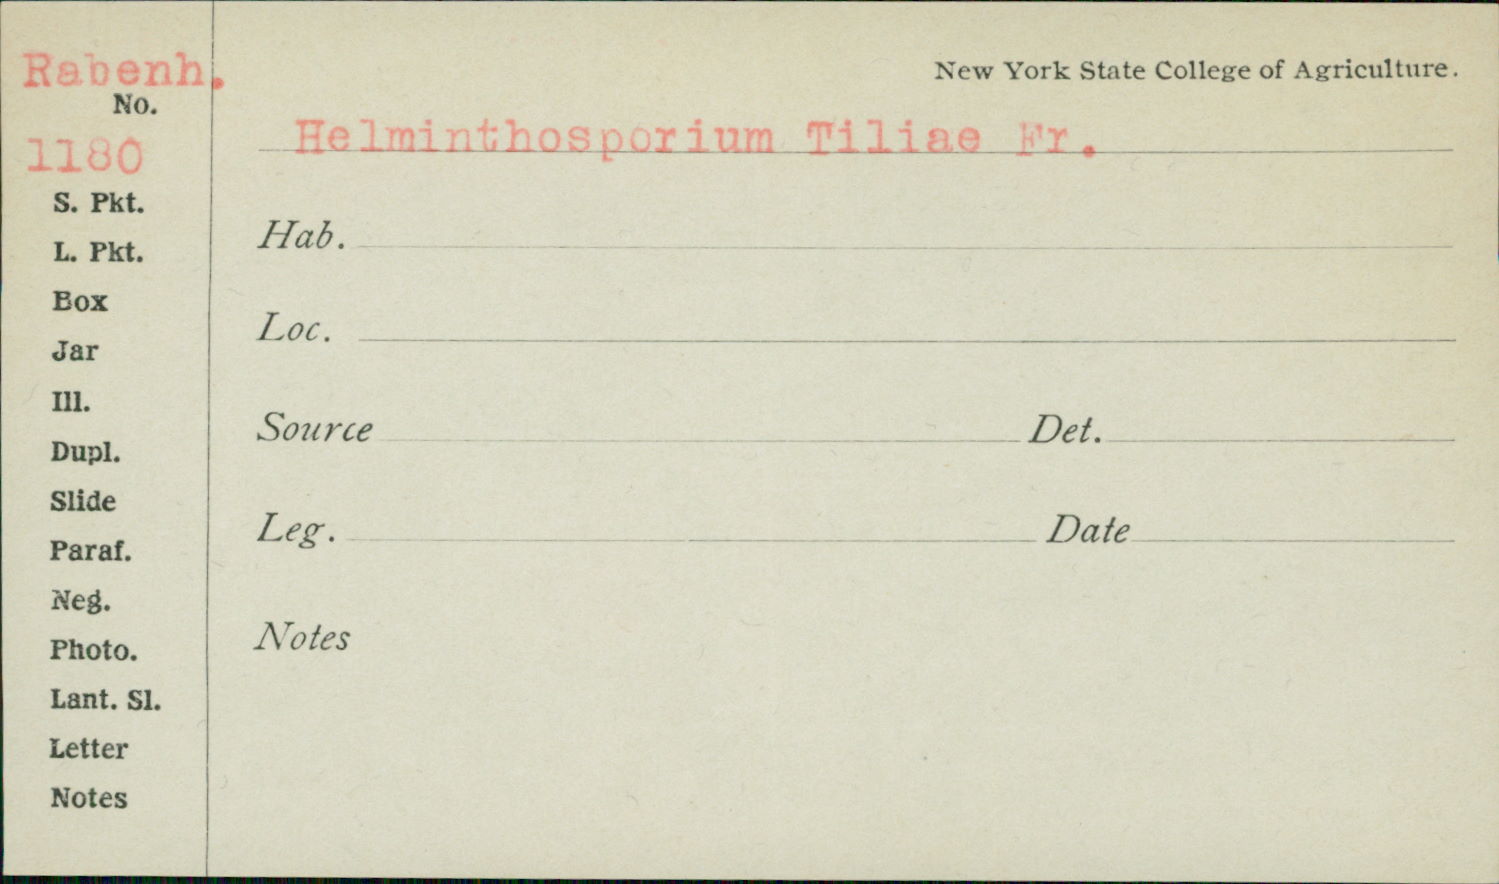 Rabenh.
No.
1180
S. Pkt.
L. Pkt.
Box
Jar
Ill.
Dupl.
Slide
Paraf.
Neg.
Photo.
Lant. Sl.
Letter
Notes
New York State College of Agriculture.
Helminthosporium Tiliae Fr.
Hab.
Loc.
Source Det.
Leg. Date
Notes